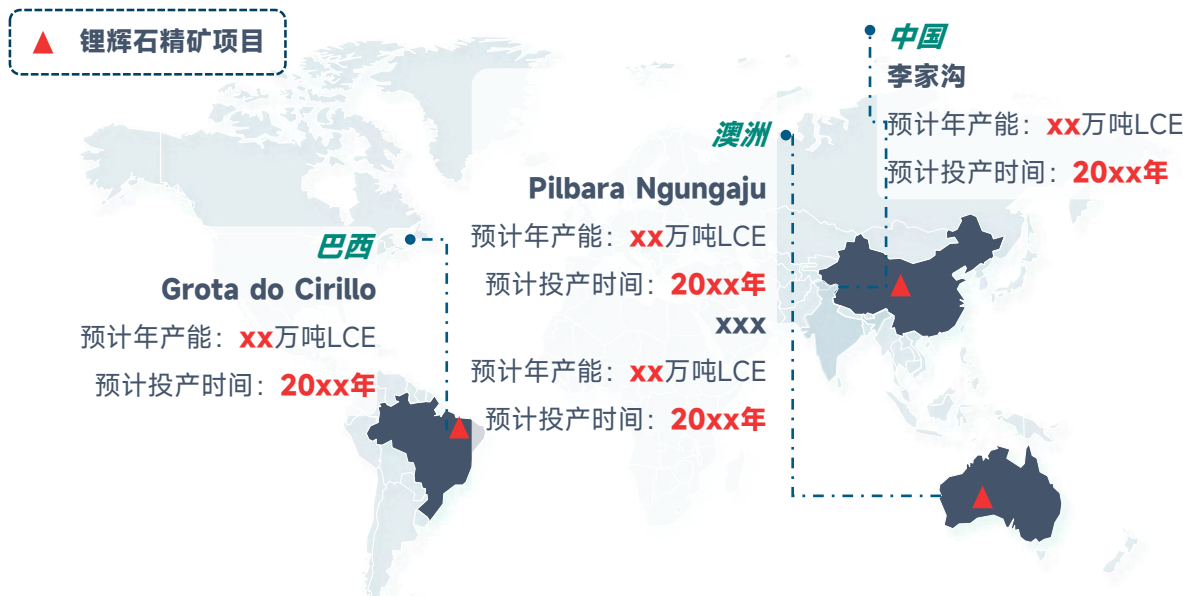 锂辉石精矿项目
中国
李家沟
预计年产能：xx万吨LCE
预计投产时间：20xx年
澳洲
Pilbara Ngungaju
预计年产能：xx万吨LCE
预计投产时间：20xx年
xxx
预计年产能：xx万吨LCE
预计投产时间：20xx年
巴西
Grota do Cirillo
预计年产能：xx万吨LCE
预计投产时间：20xx年